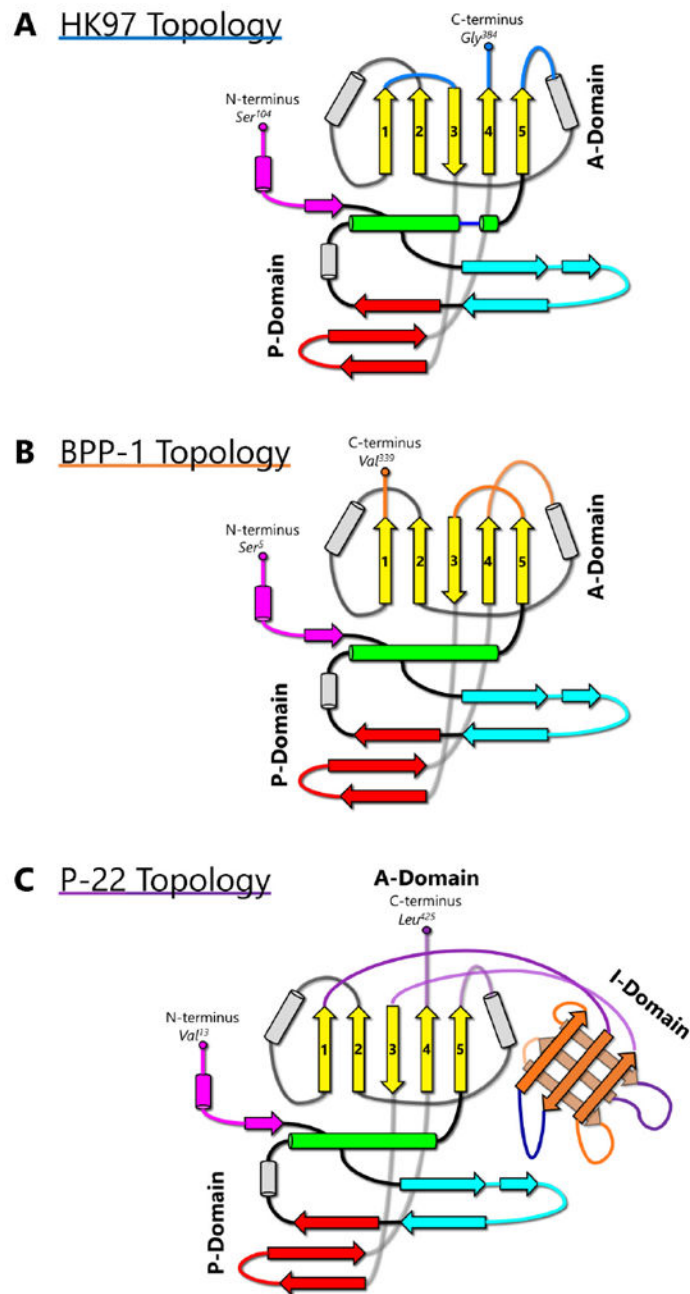 A HK97 Topology
C-terminus
Gly384
N-terminus
Ser104
1 2 3 4 5
A-Domain
P-Domain
B BPP-1 Topology
C-terminus
Val339
N-terminus
Ser5
1 2 3 4 5
A-Domain
P-Domain
C P-22 Topology
A-Domain
C-terminus
Leu425
I-Domain
N-terminus
Val13
1 2 3 4 5
P-Domain